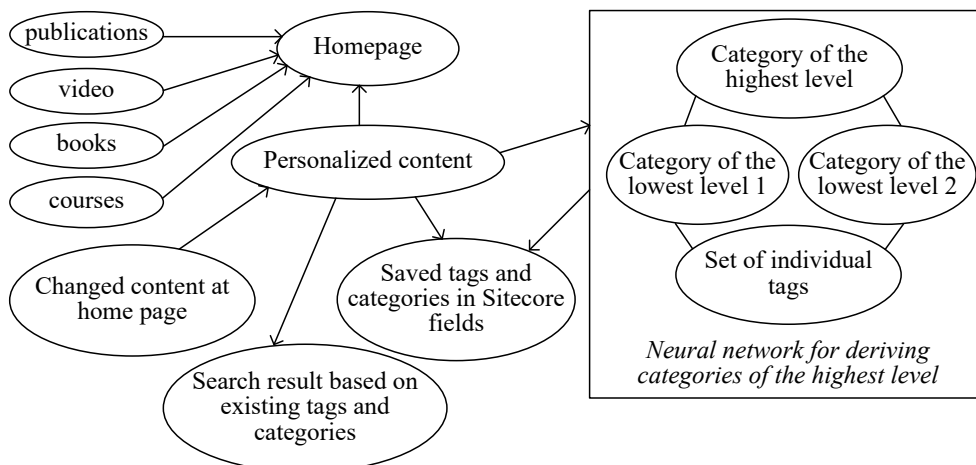 publications
video
books
courses
Homepage
Personalized content
Changed content at
home page
Saved tags and
categories in Sitecore
fields
Search result based on
existing tags and
categories
Category of the
highest level
Category of the
lowest level 1
Category of the
lowest level 2
Set of individual
tags
Neural network for deriving
categories of the highest level